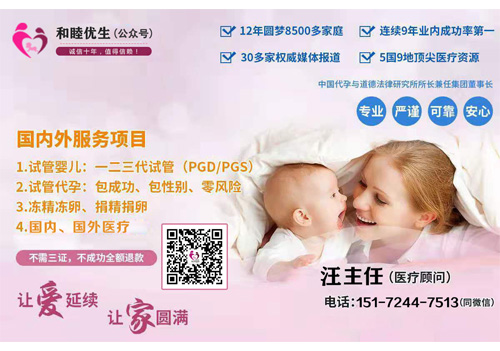 和睦优生(公众号)
诚信十年，值得信赖！
12年圆梦8500多家庭
连续9年业内成功率第一
30多家权威媒体报道
5国9地顶尖医疗资源
中国代孕与道德法律研究所所长兼任集团董事长
专业 严谨 可靠 安心
国内外服务项目
1.试管婴儿：一二三代试管（PGD/PGS）
2.试管代孕：包成功、包性别、零风险
3.冻精冻卵、捐精捐卵
4.国内、国外医疗
不需三证，不成功全额退款
让爱延续
让家圆满
汪主任（医疗顾问）
电话：151-7244-7513(同微信)